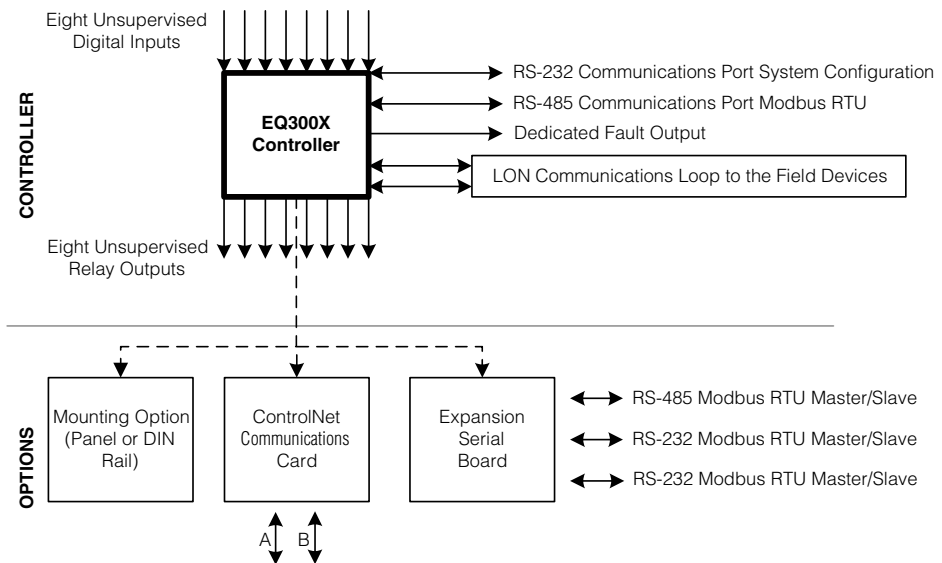 Eight Unsupervised
Digital Inputs
CONTROLLER
EQ300X
Controller
RS-232 Communications Port System Configuration
RS-485 Communications Port Modbus RTU
Dedicated Fault Output
LON Communications Loop to the Field Devices
Eight Unsupervised
Relay Outputs
OPTIONS
Mounting Option
(Panel or DIN
Rail)
ControlNet
Communications
Card
Expansion
Serial
Board
RS-485 Modbus RTU Master/Slave
RS-232 Modbus RTU Master/Slave
RS-232 Modbus RTU Master/Slave
A
B